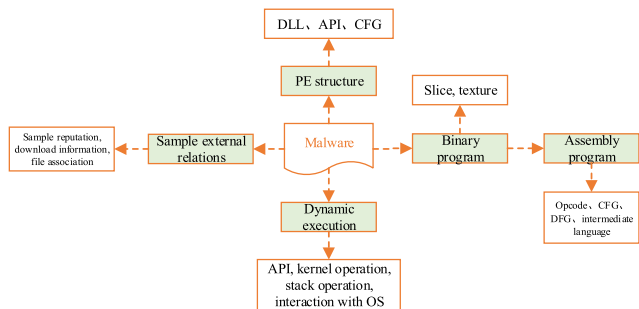 DLL、API、CFG
PE structure
Slice, texture
Sample reputation,
download information,
file association
Sample external
relations
Malware
Binary
program
Assembly
program
Dynamic
execution
Opcode、CFG、
DFG、intermediate
language
API, kernel operation,
stack operation,
interaction with OS